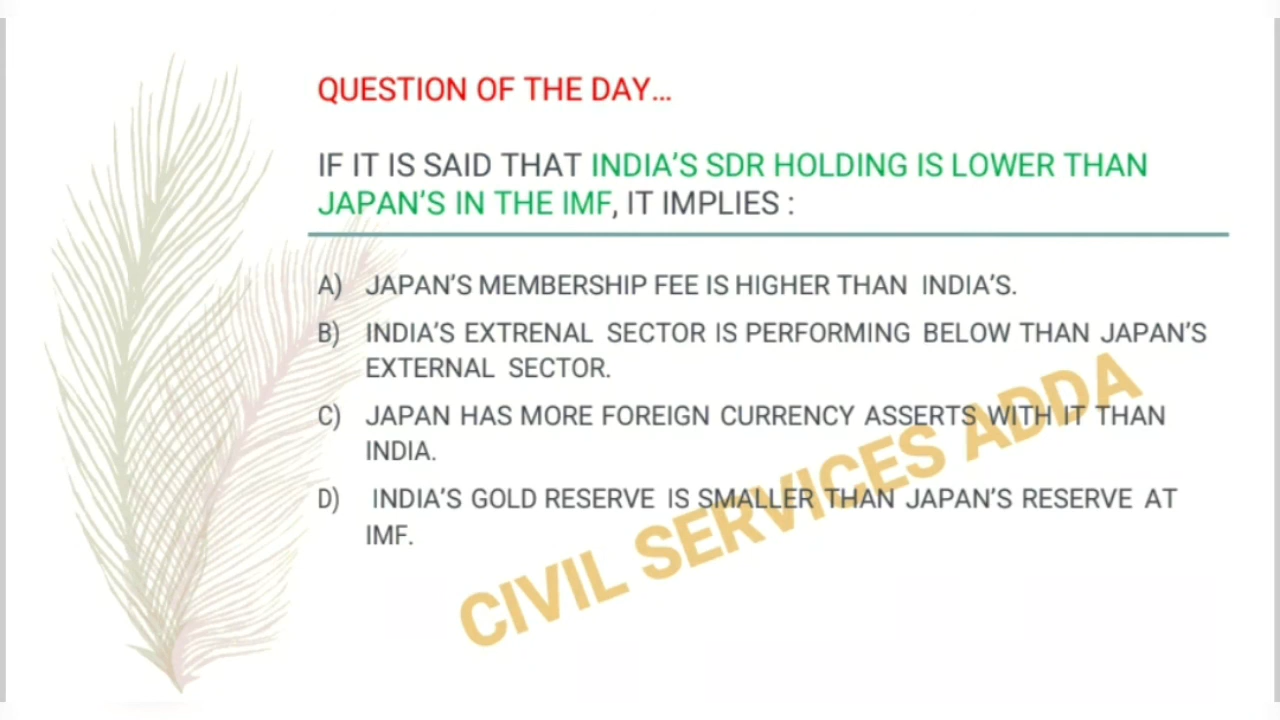 QUESTION OF THE DAY...
IF IT IS SAID THAT INDIA'S SDR HOLDING IS LOWER THAN
JAPAN'S IN THE IMF, IT IMPLIES :
A) JAPAN'S MEMBERSHIP FEE IS HIGHER THAN INDIA'S.
B) INDIA'S EXTRENAL SECTOR IS PERFORMING BELOW THAN JAPAN'S
EXTERNAL SECTOR.
C) JAPAN HAS MORE FOREIGN CURRENCY ASSERTS WITH IT THAN
INDIA.
D) INDIA'S GOLD RESERVE IS SMALLER THAN JAPAN'S RESERVE AT
IMF.
CIVIL SERVICES ADDA